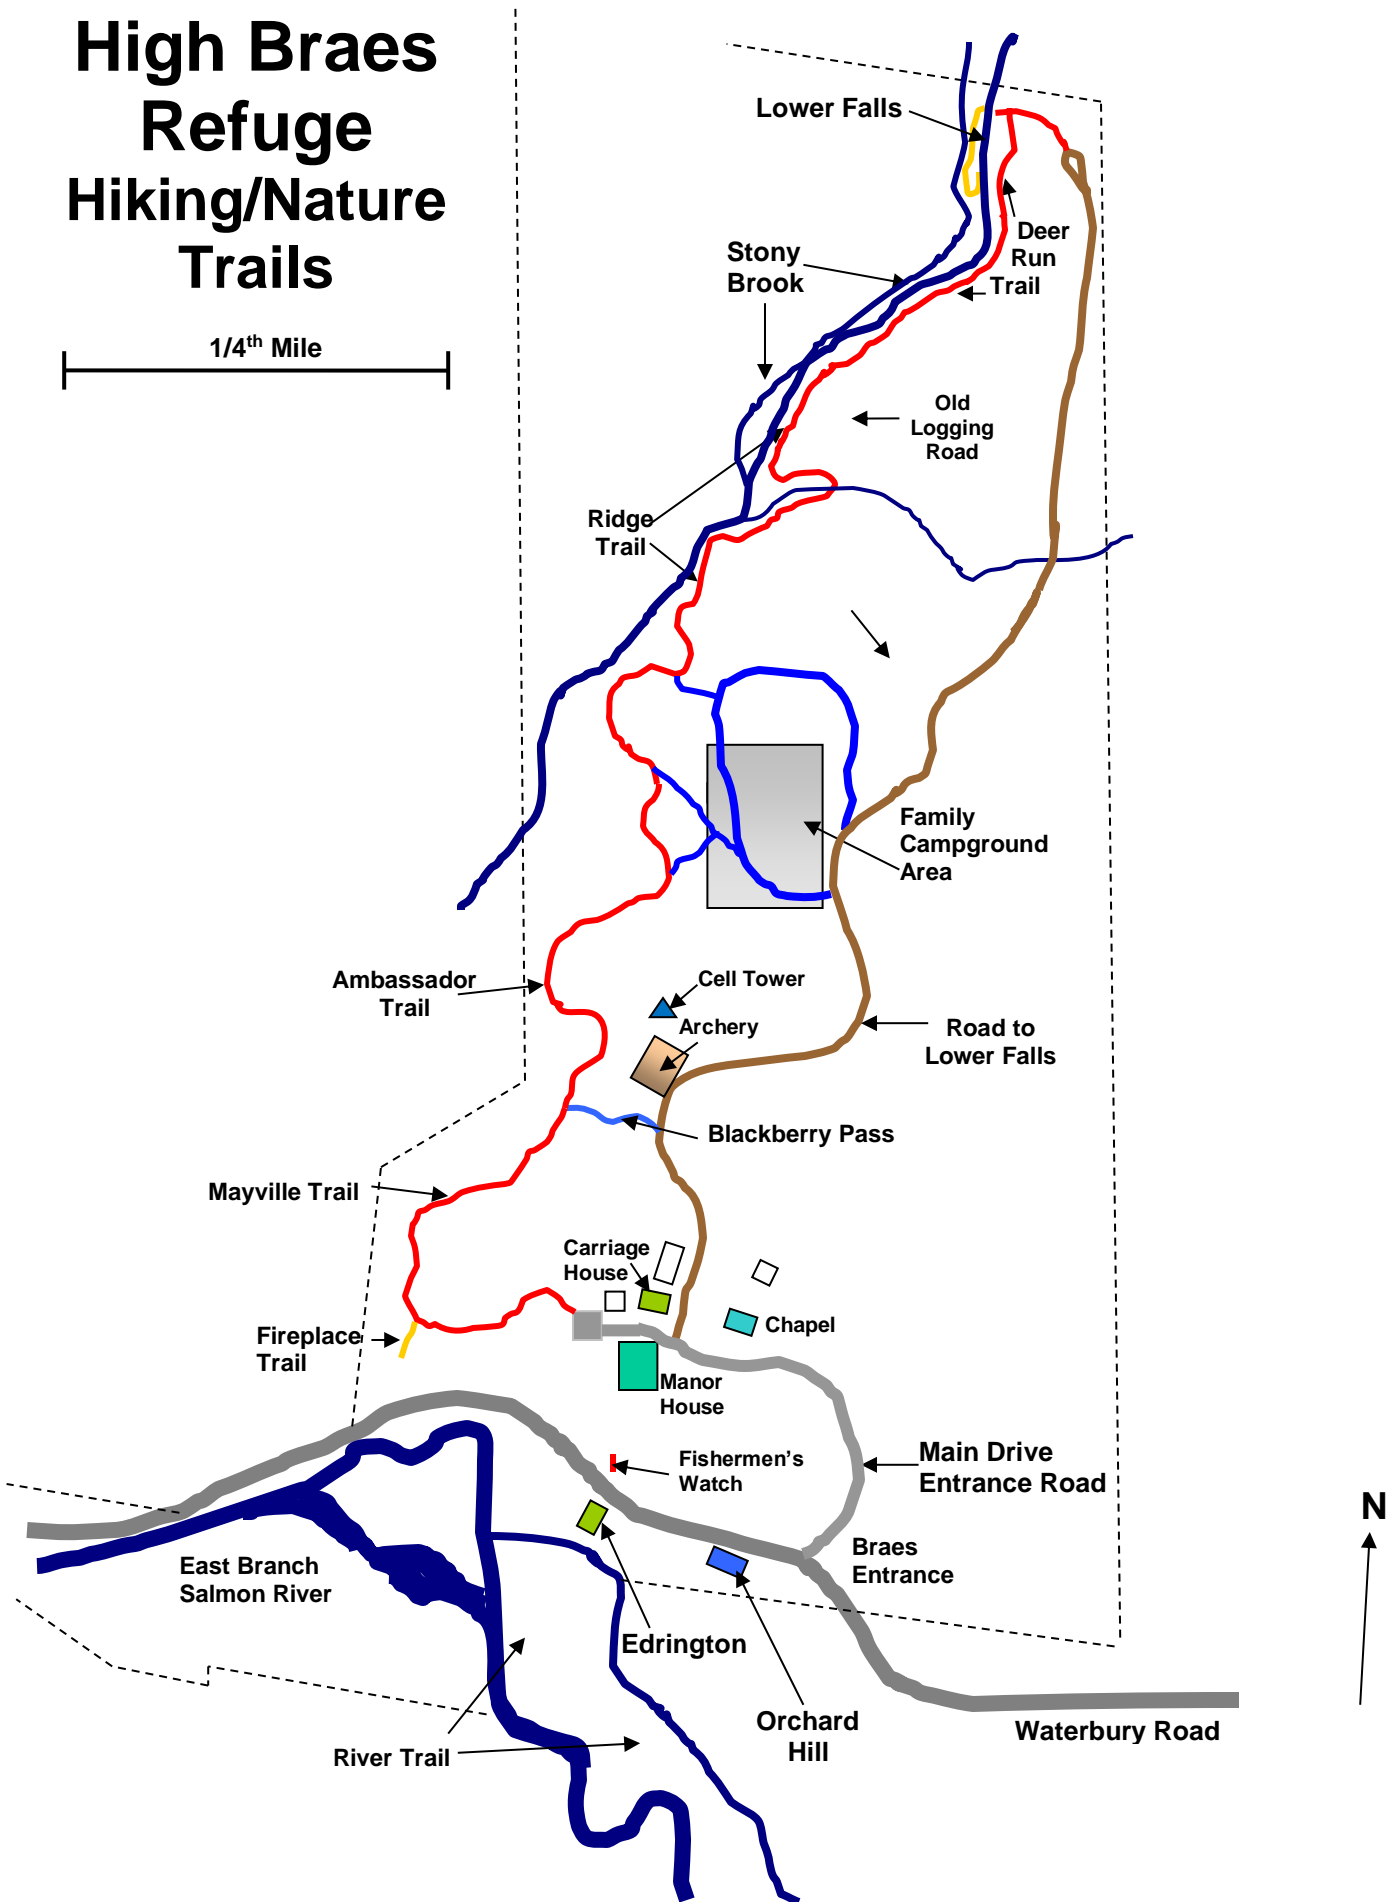 High Braes
Refuge
Hiking/Nature
Trails
1/4th Mile
Lower Falls
Deer
Run
Trail
Stony
Brook
Old
Logging
Road
Ridge
Trail
Family
Campground
Area
Ambassador
Trail
Cell Tower
Archery
Road to
Lower Falls
Blackberry Pass
Mayville Trail
Carriage
House
Chapel
Fireplace
Trail
Manor
House
Fishermen's
Watch
Main Drive
Entrance Road
N
Braes
Entrance
East Branch
Salmon River
Edrington
Orchard
Hill
Waterbury Road
River Trail